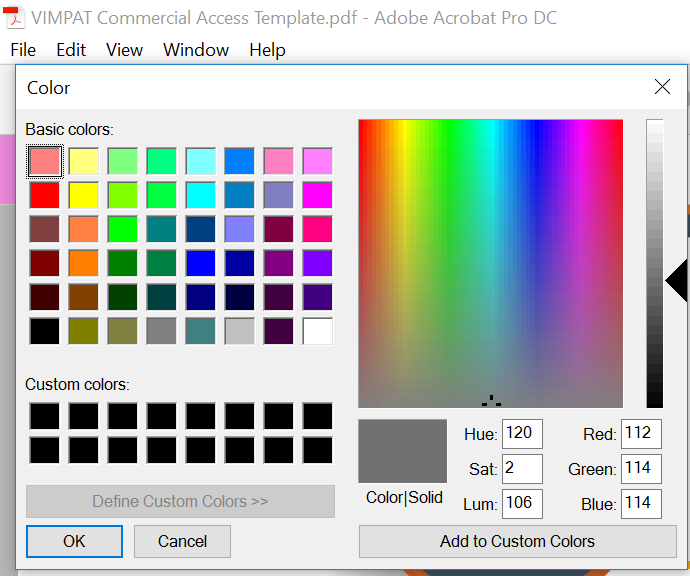 VIMPAT Commercial Access Template.pdf - Adobe Acrobat Pro DC
File Edit View Window Help
Color
Basic colors:
Custom colors:
Define Custom Colors >>
OK Cancel
Color|Solid
Hue: 120 Red: 112
Sat: 2 Green: 114
Lum: 106 Blue: 114
Add to Custom Colors